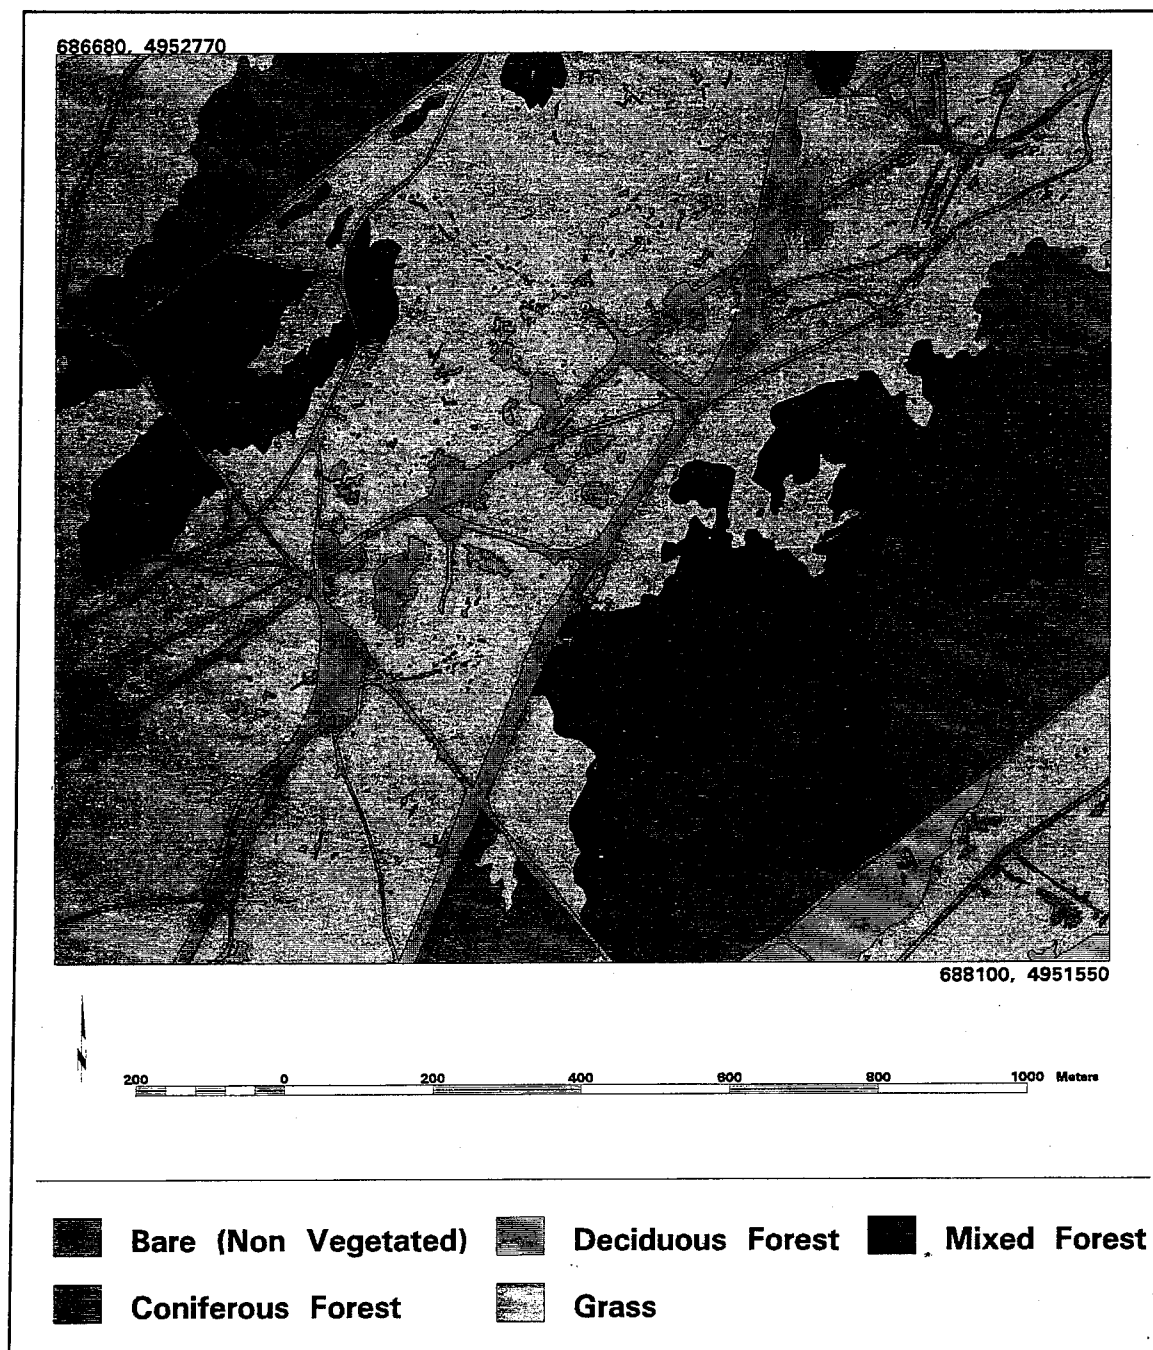 686680, 4952770
688100, 4951550
N
200 0 200 400 600 800 1000 Meters
Bare (Non Vegetated) Deciduous Forest Mixed Forest
Coniferous Forest Grass